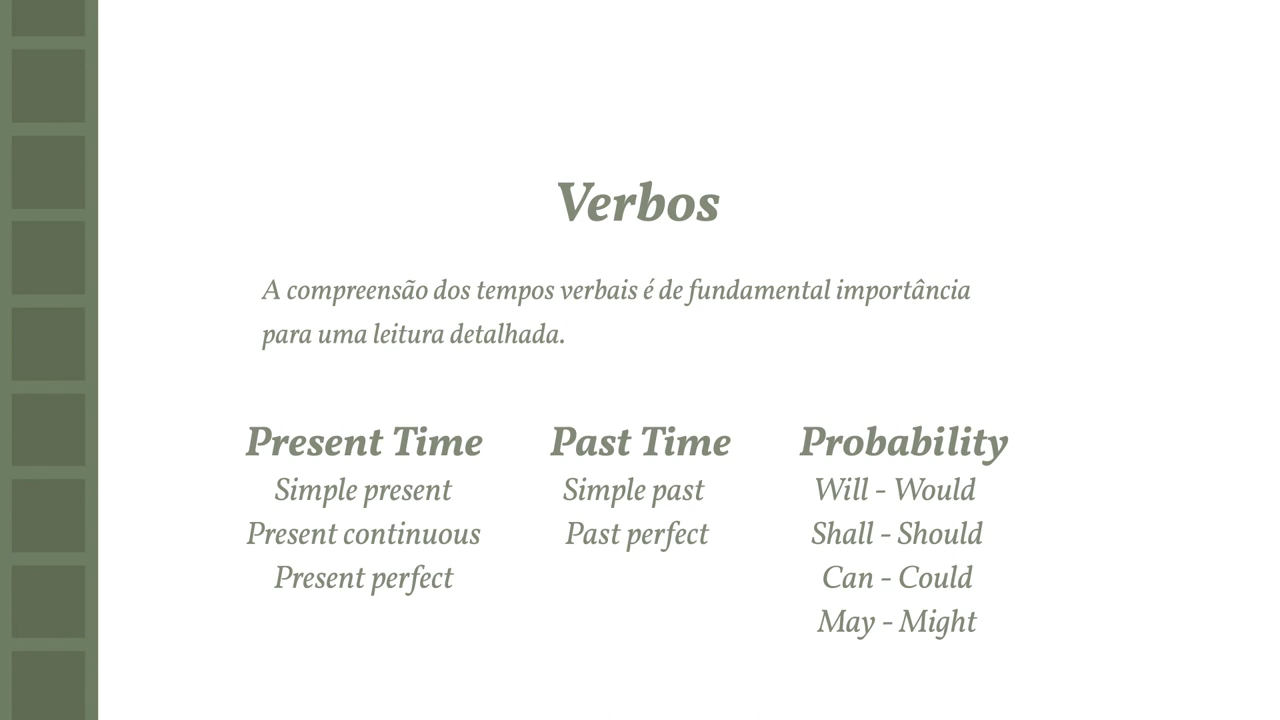 Verbos
A compreensão dos tempos verbais é de fundamental importância
para uma leitura detalhada.
Present Time
Simple present
Present continuous
Present perfect
Past Time
Simple past
Past perfect
Probability
Will - Would
Shall - Should
Can - Could
May - Might